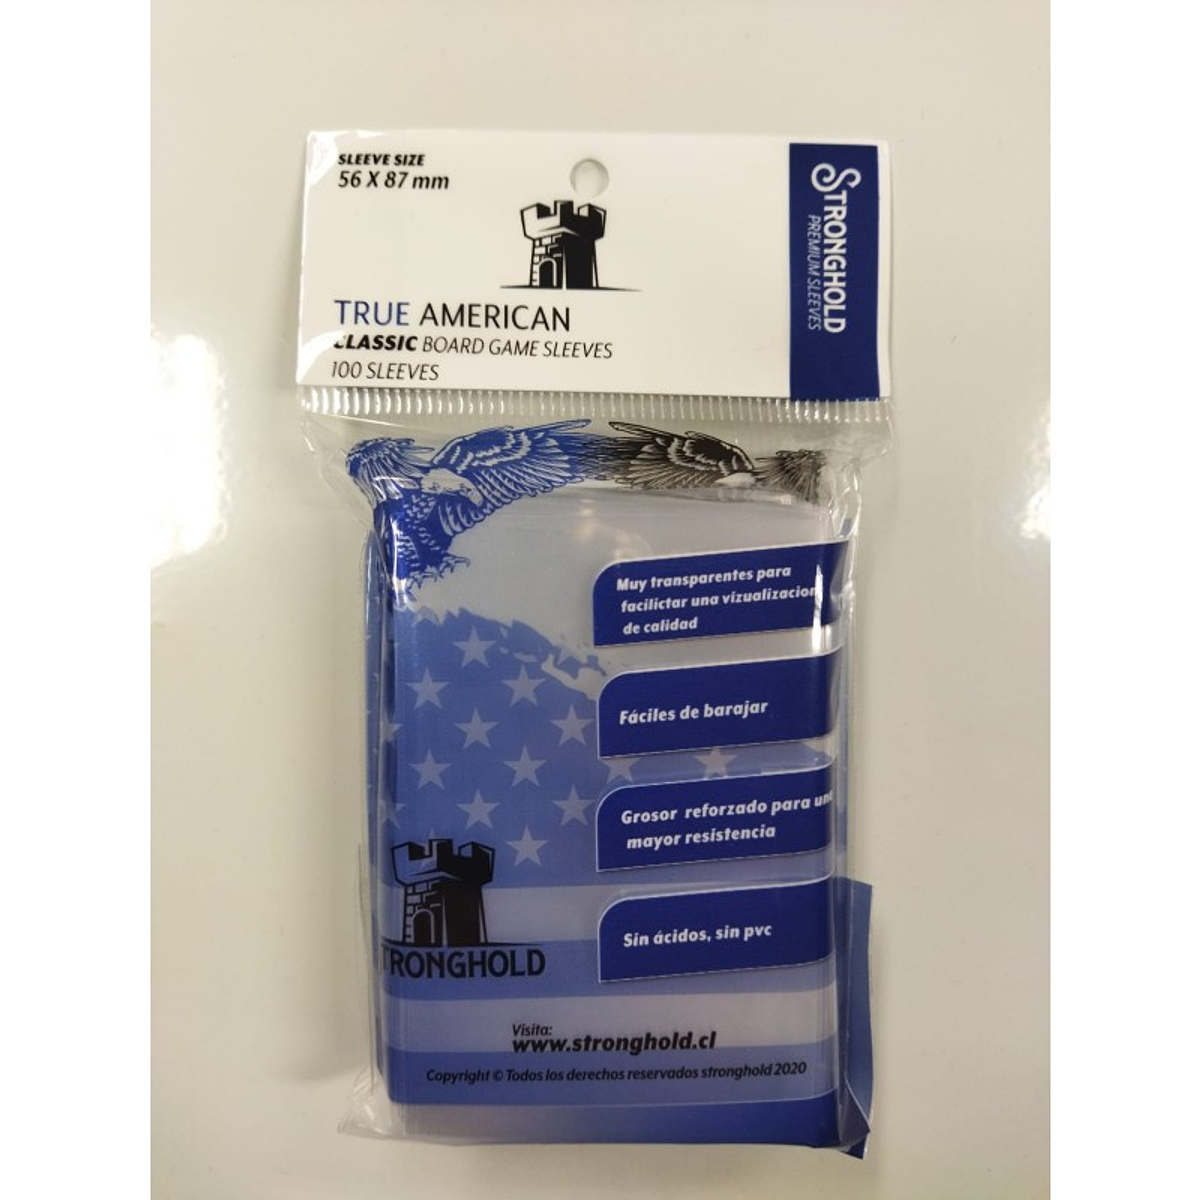 SLEEVE SIZE
56 X 87 mm
TRUE AMERICAN
CLASSIC BOARD GAME SLEEVES
100 SLEEVES
STRONGHOLD
PREMIUM SLEEVES
Muy transparentes para
facilictar una vizualizacion
de calidad
Fáciles de barajar
Grosor reforzado para una
mayor resistencia
Sin ácidos, sin pvc
STRONGHOLD
Visita:
www.stronghold.cl
Copyright © Todos los derechos reservados stronghold 2020